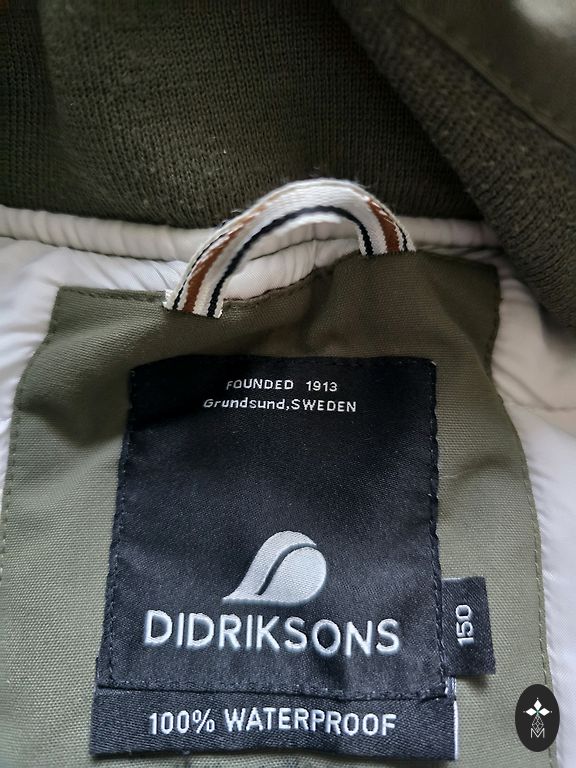 FOUNDED 1913
Grundsund,SWEDEN
DIDRIKSONS
150
100% WATERPROOF
M